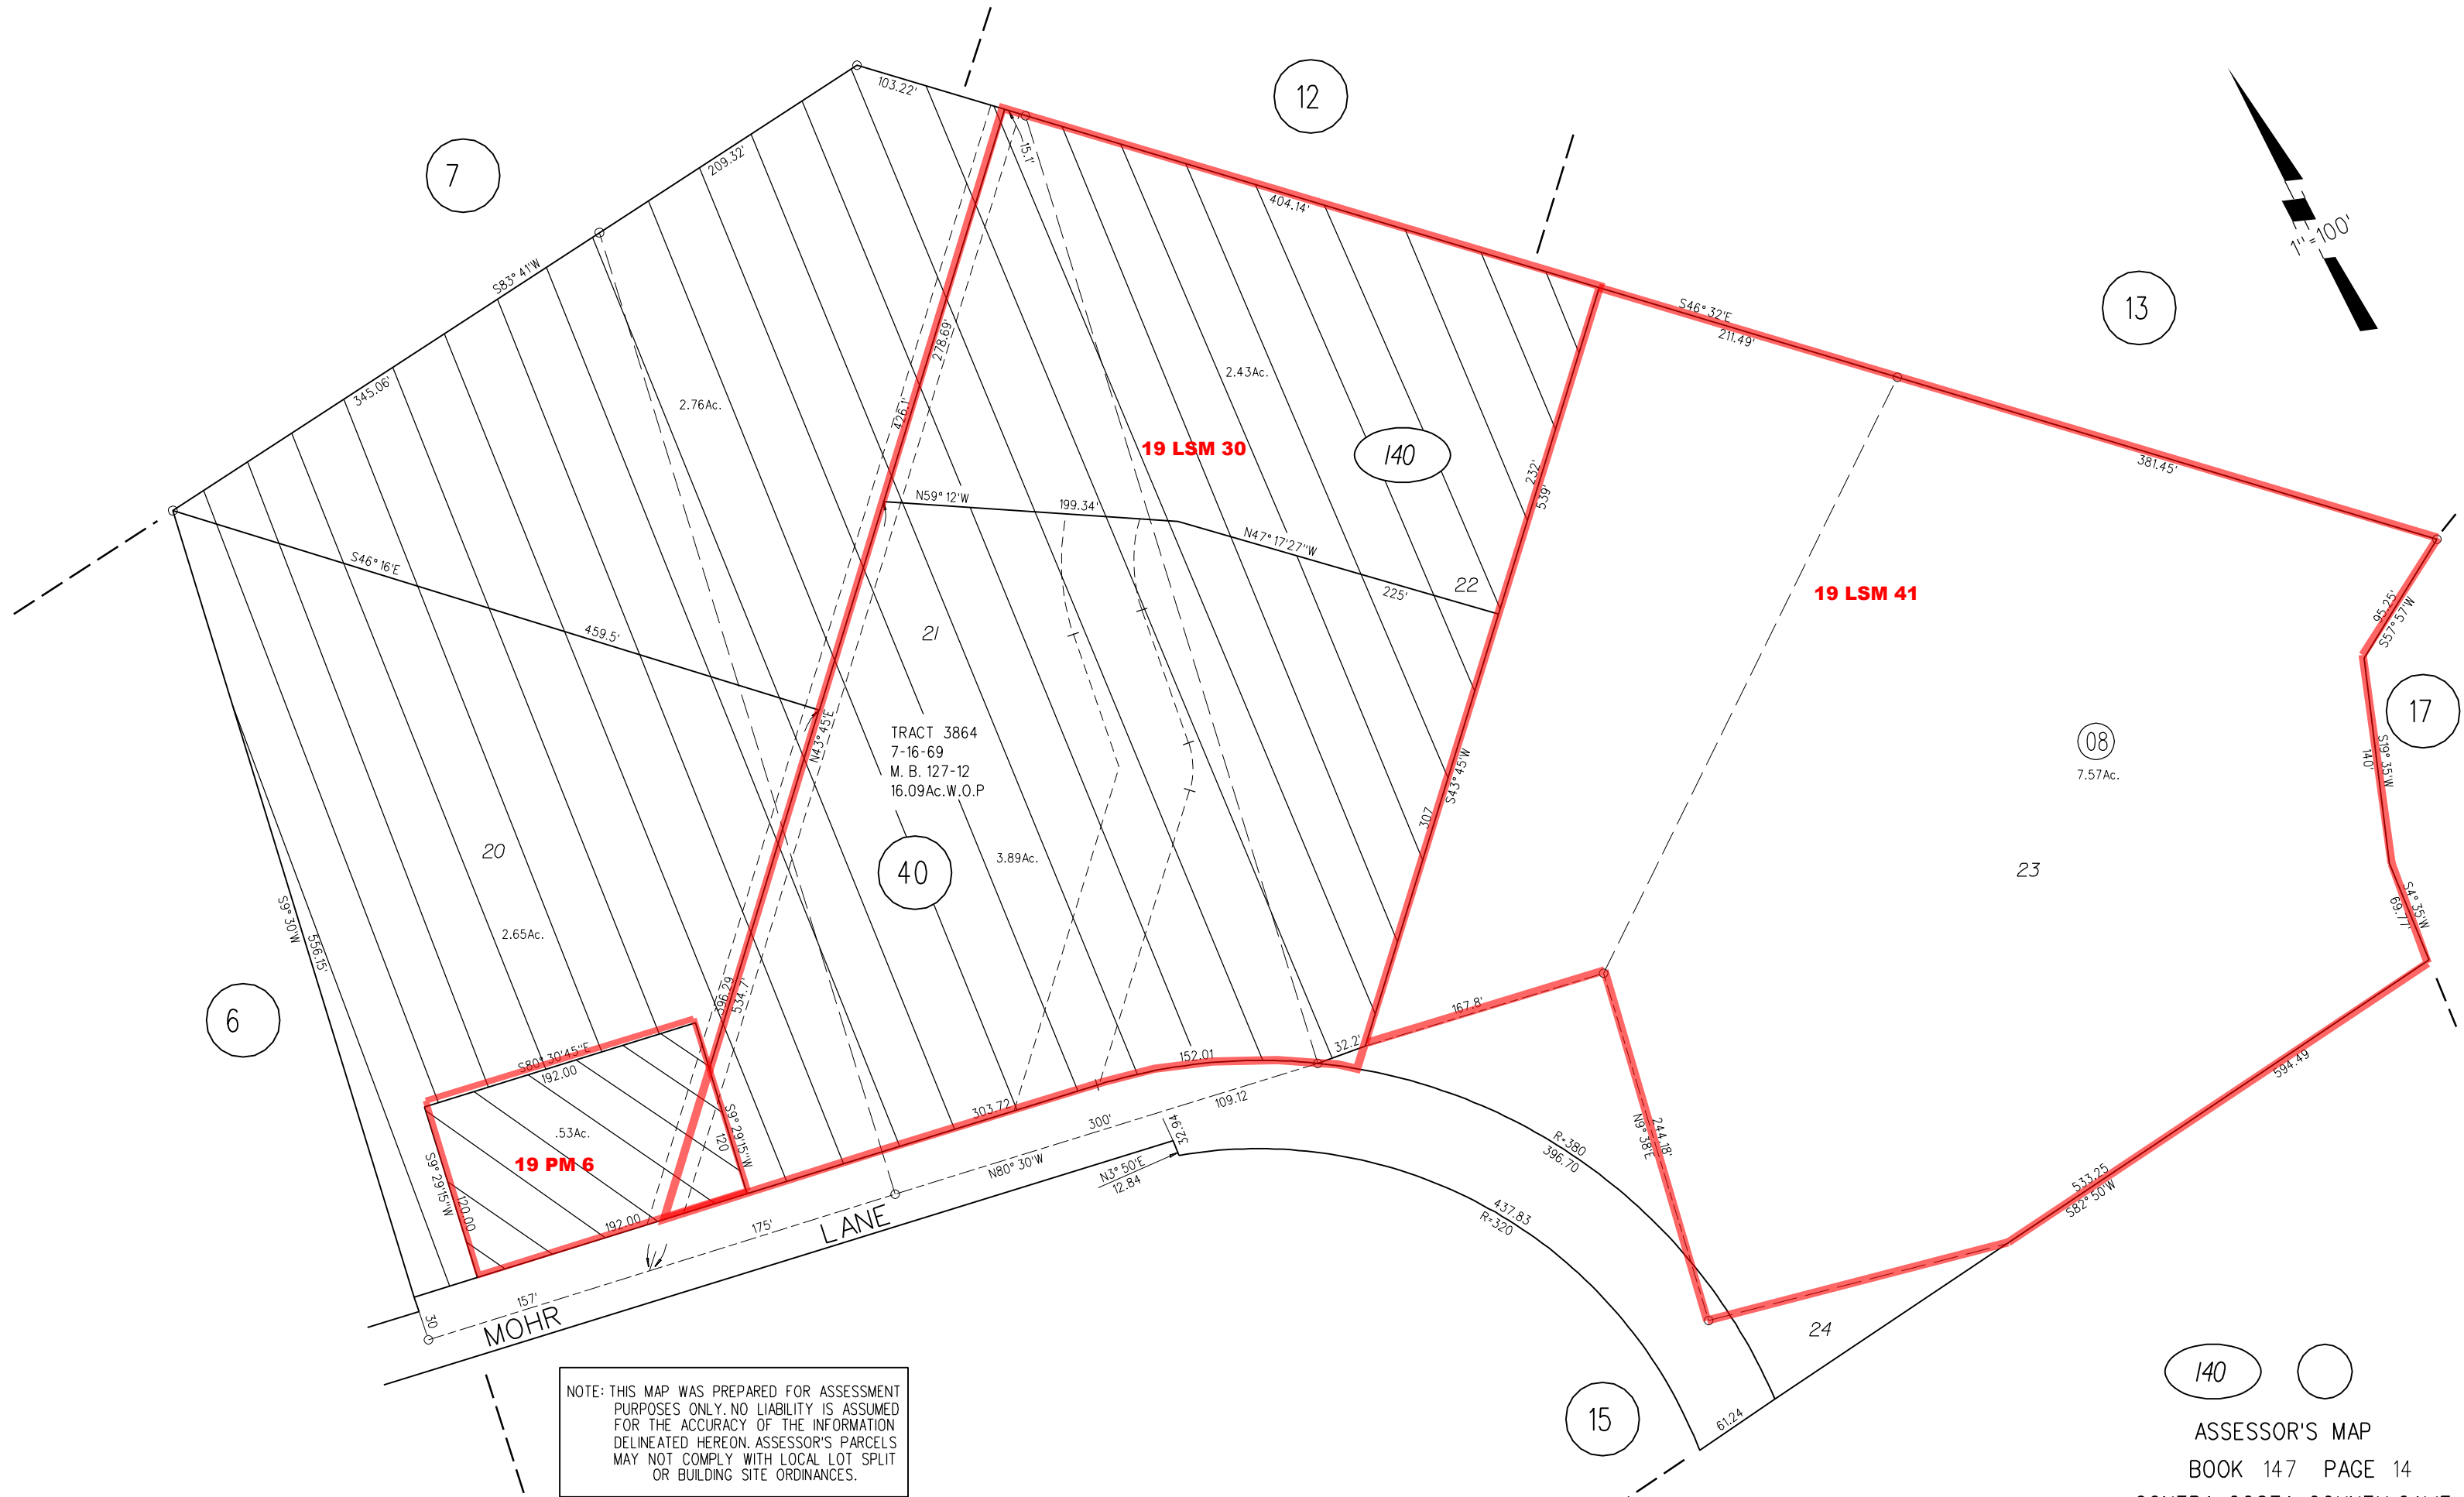 103.22'
12
7
209.32'
15.1'
404.14'
1"=100'
S83°41'W
S46°32'E
211.49'
13
345.06'
278.69'
2.76Ac.
426.1'
2.43Ac.
19 LSM 30
140
232'
539'
381.45'
N59°12'W
199.34'
N47°17'27"W
S46°16'E
459.5'
225'
22
21
19 LSM 41
95.25'
S57°57'W
N43°45'E
TRACT 3864
7-16-69
M.B. 127-12
16.09Ac.W.O.P
S43°45'W
307
08
7.57Ac.
17
S19°35'W
140'
20
3.89Ac.
40
23
2.65Ac.
S9°30'W
556.15'
S4°35'W
69.77'
6
396.29
534.7'
167.8'
32.2'
152.01
S80°30'45"E
192.00
.53Ac.
19 PM 6
S9°29'15"W
120
S9°29'15"W
120.00
192.00
303.72
300'
109.12
32.94
N80°30'W
N3°50'E
12.84
R=380
396.70
437.83
R=320
244.18'
N9°38'E
594.49
533.25
S82°50'W
175'
157'
30
MOHR LANE
24
61.24
15
NOTE: THIS MAP WAS PREPARED FOR ASSESSMENT
PURPOSES ONLY. NO LIABILITY IS ASSUMED
FOR THE ACCURACY OF THE INFORMATION
DELINEATED HEREON. ASSESSOR'S PARCELS
MAY NOT COMPLY WITH LOCAL LOT SPLIT
OR BUILDING SITE ORDINANCES.
140
ASSESSOR'S MAP
BOOK 147 PAGE 14